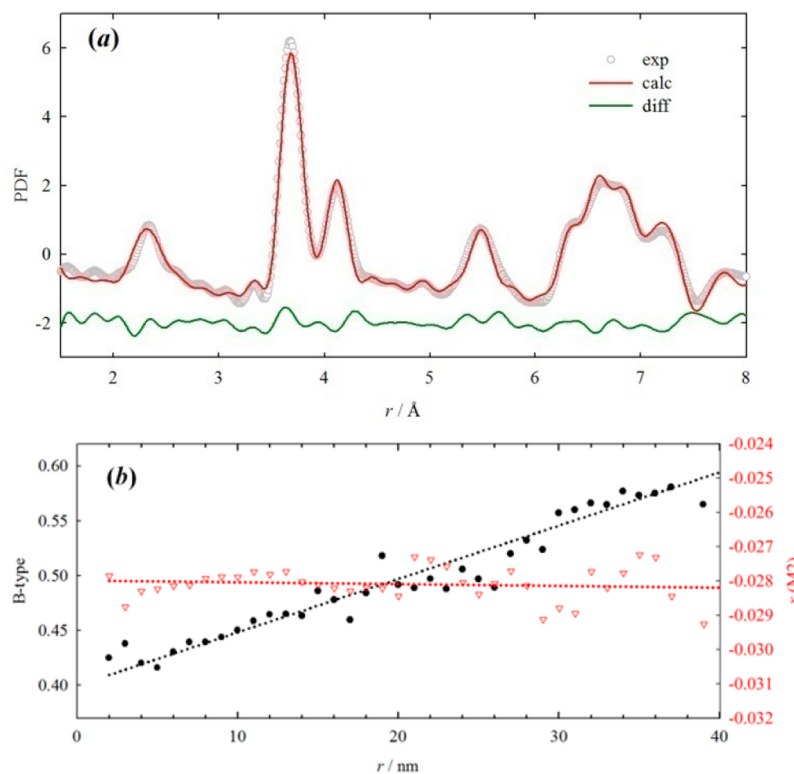 (a)
6
4
2
0
-2
PDF
exp
calc
diff
2 3 4 5 6 7 8
r / Å
(b)
0.60
0.55
0.50
0.45
0.40
B-type
-0.024
-0.025
-0.026
-0.027
-0.028
-0.029
-0.030
-0.031
-0.032
x (M2)
0 10 20 30 40
r / nm